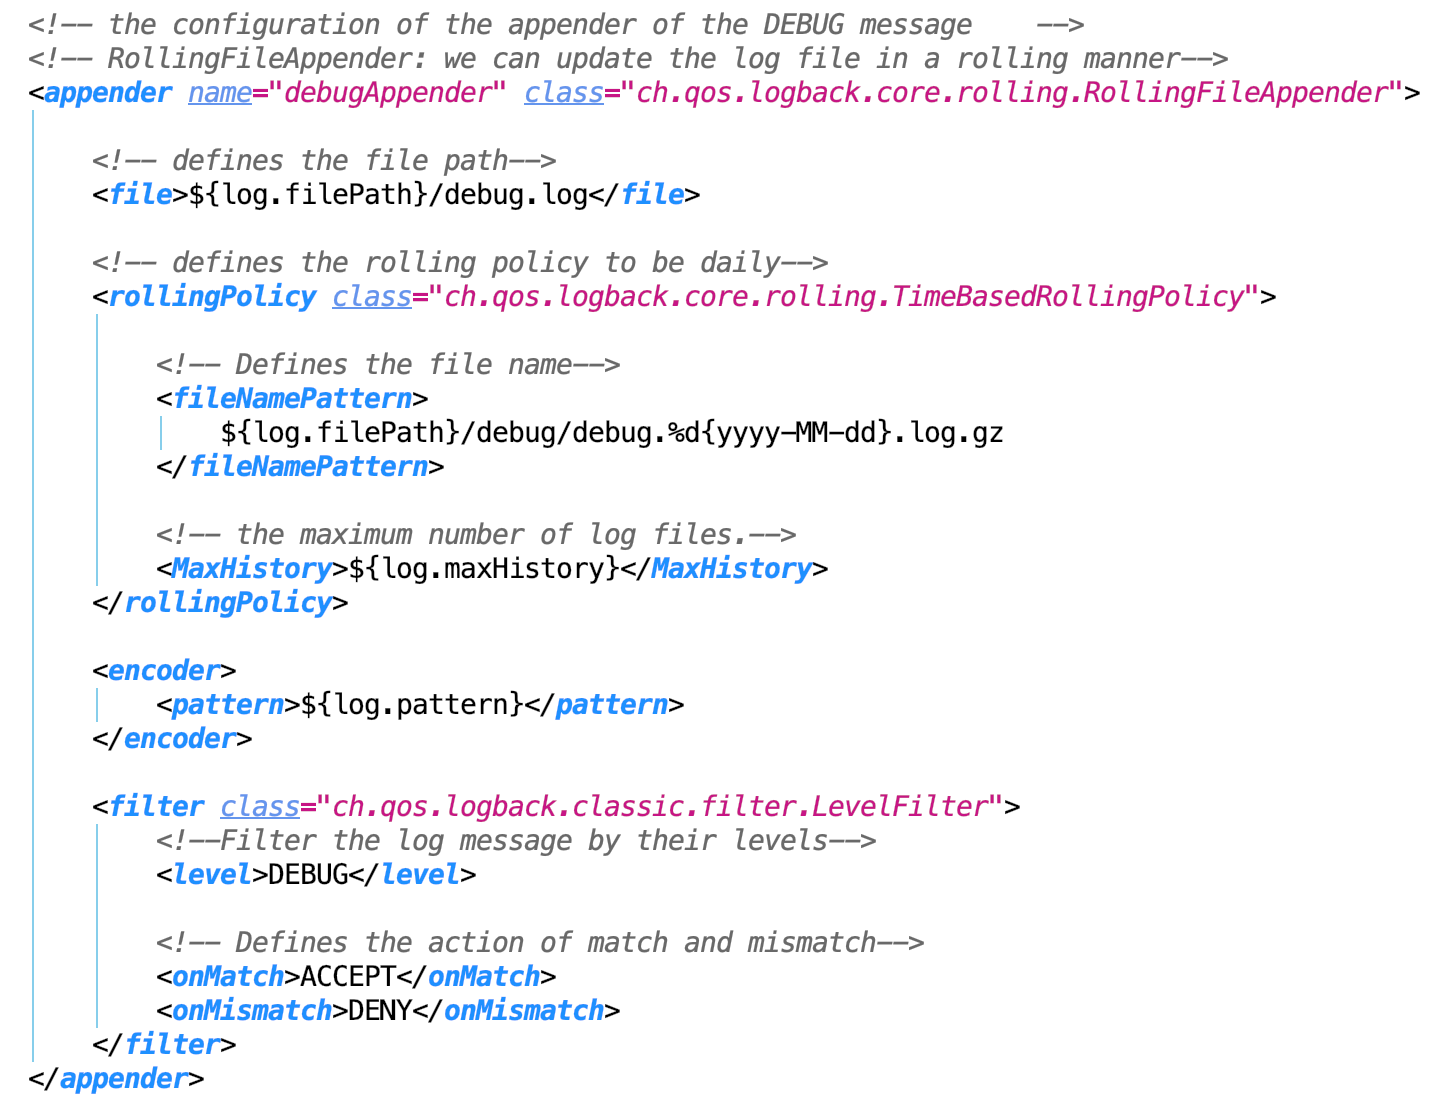 <!-- the configuration of the appender of the DEBUG message    -->
<!-- RollingFileAppender: we can update the log file in a rolling manner-->
<appender name="debugAppender" class="ch.qos.logback.core.rolling.RollingFileAppender">
<!-- defines the file path-->
<file>${log.filePath}/debug.log</file>
<!-- defines the rolling policy to be daily-->
<rollingPolicy class="ch.qos.logback.core.rolling.TimeBasedRollingPolicy">
<!-- Defines the file name-->
<fileNamePattern>
${log.filePath}/debug/debug.%d{yyyy-MM-dd}.log.gz
</fileNamePattern>
<!-- the maximum number of log files.-->
<MaxHistory>${log.maxHistory}</MaxHistory>
</rollingPolicy>
<encoder>
<pattern>${log.pattern}</pattern>
</encoder>
<filter class="ch.qos.logback.classic.filter.LevelFilter">
<!--Filter the log message by their levels-->
<level>DEBUG</level>
<!-- Defines the action of match and mismatch-->
<onMatch>ACCEPT</onMatch>
<onMismatch>DENY</onMismatch>
</filter>
</appender>